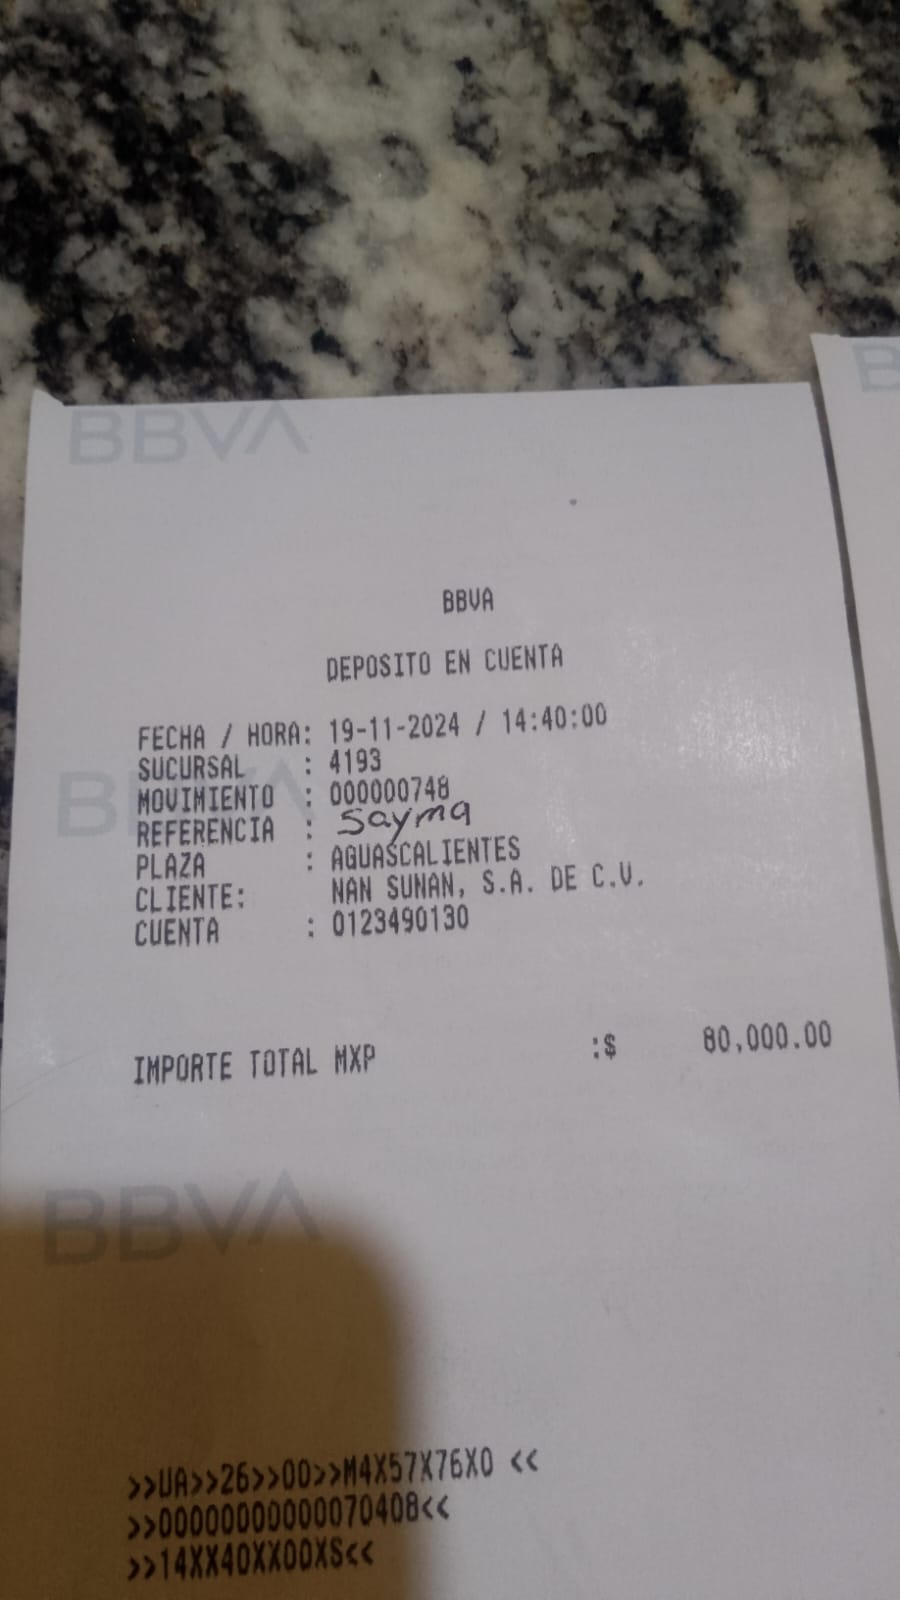 BBVA
B
BBVA
DEPOSITO EN CUENTA
FECHA / HORA: 19-11-2024 / 14:40:00
SUCURSAL : 4193
MOVIMIENTO : 000000748
REFERENCIA : Sayma
PLAZA : AGUASCALIENTES
CLIENTE: NAN SUNAN, S.A. DE C.V.
CUENTA : 0123490130
BBVA
IMPORTE TOTAL MXP :$ 80,000.00
BBVA
>>UA>>26>>00>>M4X57X76X0 <<
>>00000000000070408<<
>>14XX40XX00XS<<